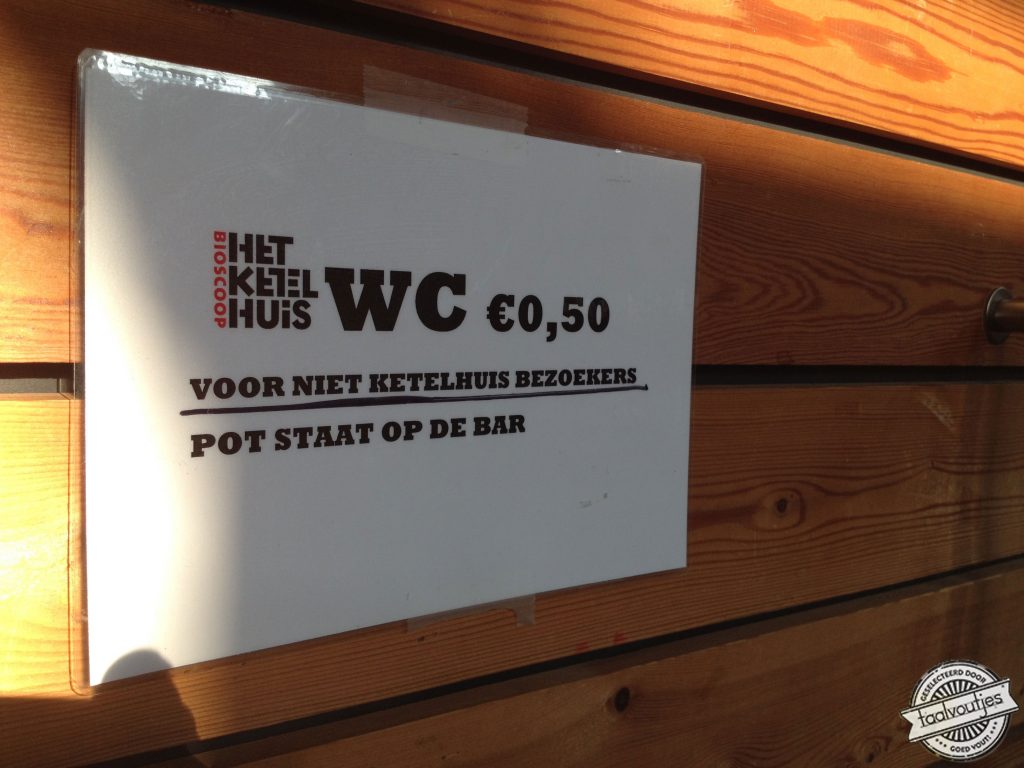 BIOSCOOP
HET
KETEL
HUiS
WC €0,50
VOOR NIET KETELHUIS BEZOEKERS
POT STAAT OP DE BAR
GESELECTEERD DOOR
taalvoutjes
GOED VOUT!